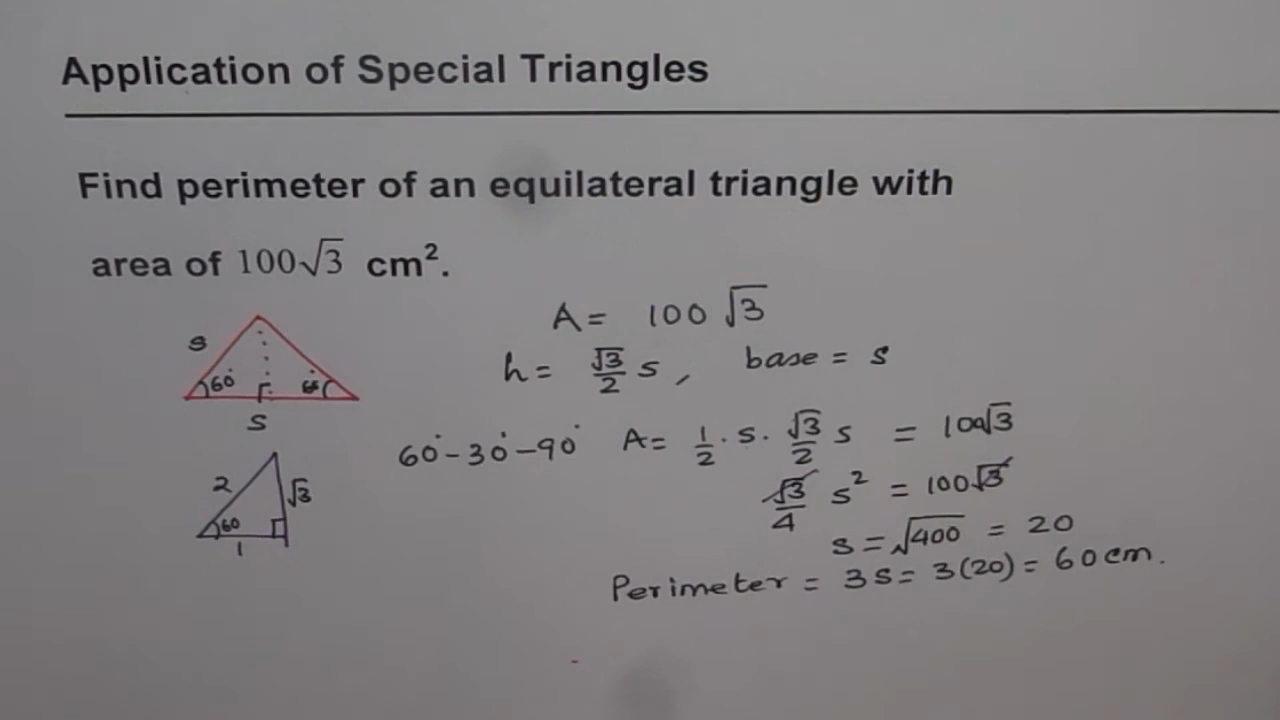 Application of Special Triangles
Find perimeter of an equilateral triangle with
area of 100√3 cm².
A = 100 √3
h = √3/2 s, base = s
s
60°
60°
s
60° - 30° - 90° A = 1/2 · s · √3/2 s = 100√3
√3/4 s² = 100√3
2
√3
60
1
s = √400 = 20
Perimeter = 3s = 3(20) = 60 cm.